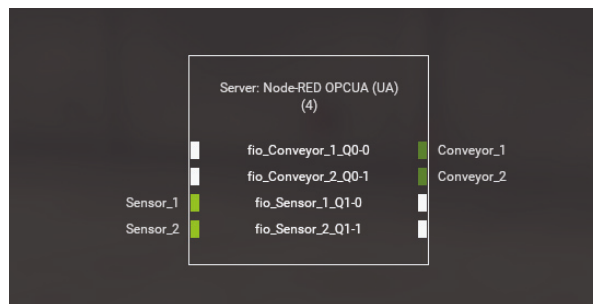 Server: Node-RED OPCUA (UA)
(4)
fio_Conveyor_1_Q0-0 Conveyor_1
fio_Conveyor_2_Q0-1 Conveyor_2
Sensor_1 fio_Sensor_1_Q1-0
Sensor_2 fio_Sensor_2_Q1-1